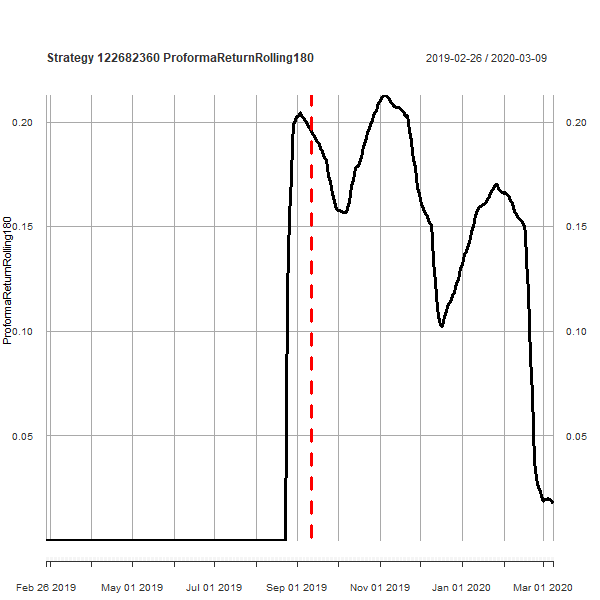 Strategy 122682360 ProformaReturnRolling180
2019-02-26 / 2020-03-09
ProformaReturnRolling180
0.20
0.15
0.10
0.05
0.20
0.15
0.10
0.05
Feb 26 2019
May 01 2019
Jul 01 2019
Sep 01 2019
Nov 01 2019
Jan 01 2020
Mar 01 2020